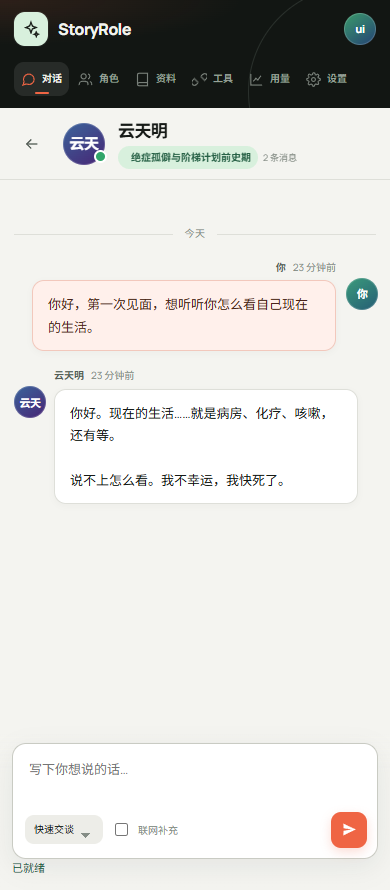 StoryRole
ui
对话
角色
资料
工具
用量
设置
云天
云天明
绝症孤僻与阶梯计划前史期
2 条消息
今天
你 23 分钟前
你好，第一次见面，想听听你怎么看自己现在
的生活。
你
云天明 23 分钟前
云天
你好。现在的生活……就是病房、化疗、咳嗽，
还有等。
说不上怎么看。我不幸运，我快死了。
写下你想说的话...
快速交谈
联网补充
已就绪